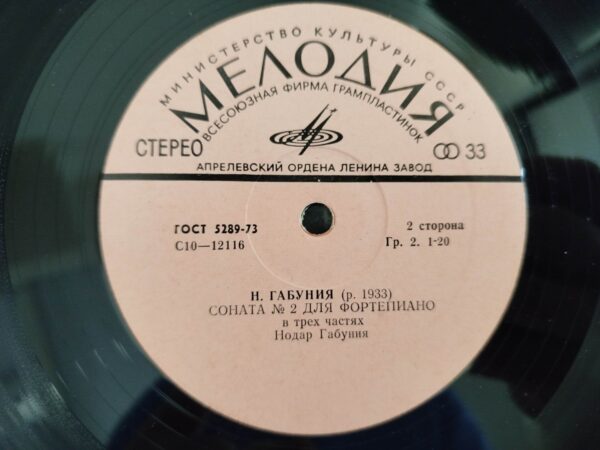 МИНИСТЕРСТВО КУЛЬТУРЫ СССР
МЕЛОДИЯ
ВСЕСОЮЗНАЯ ФИРМА ГРАМПЛАСТИНОК
СТЕРЕО
33
АПРЕЛЕВСКИЙ ОРДЕНА ЛЕНИНА ЗАВОД
ГОСТ 5289-73
2 сторона
С10—12116
Гр. 2. 1-20
Н. ГАБУНИЯ (р. 1933)
СОНАТА № 2 ДЛЯ ФОРТЕПИАНО
в трех частях
Нодар Габуния